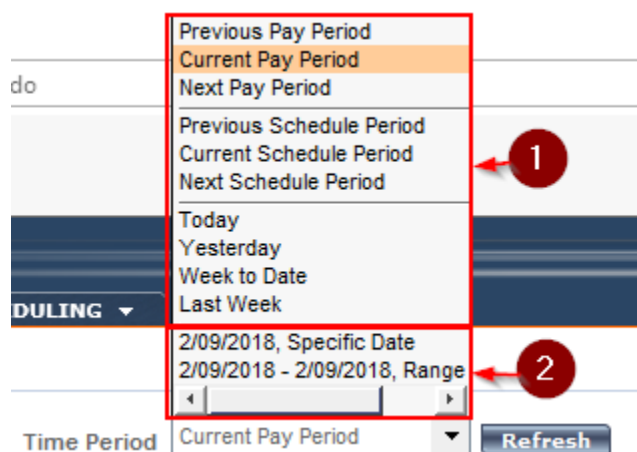 Previous Pay Period
Current Pay Period
do
Next Pay Period
Previous Schedule Period
Current Schedule Period
Next Schedule Period
1
Today
Yesterday
Week to Date
Last Week
DULING
2/09/2018, Specific Date
2/09/2018 - 2/09/2018, Range
2
Time Period Current Pay Period Refresh